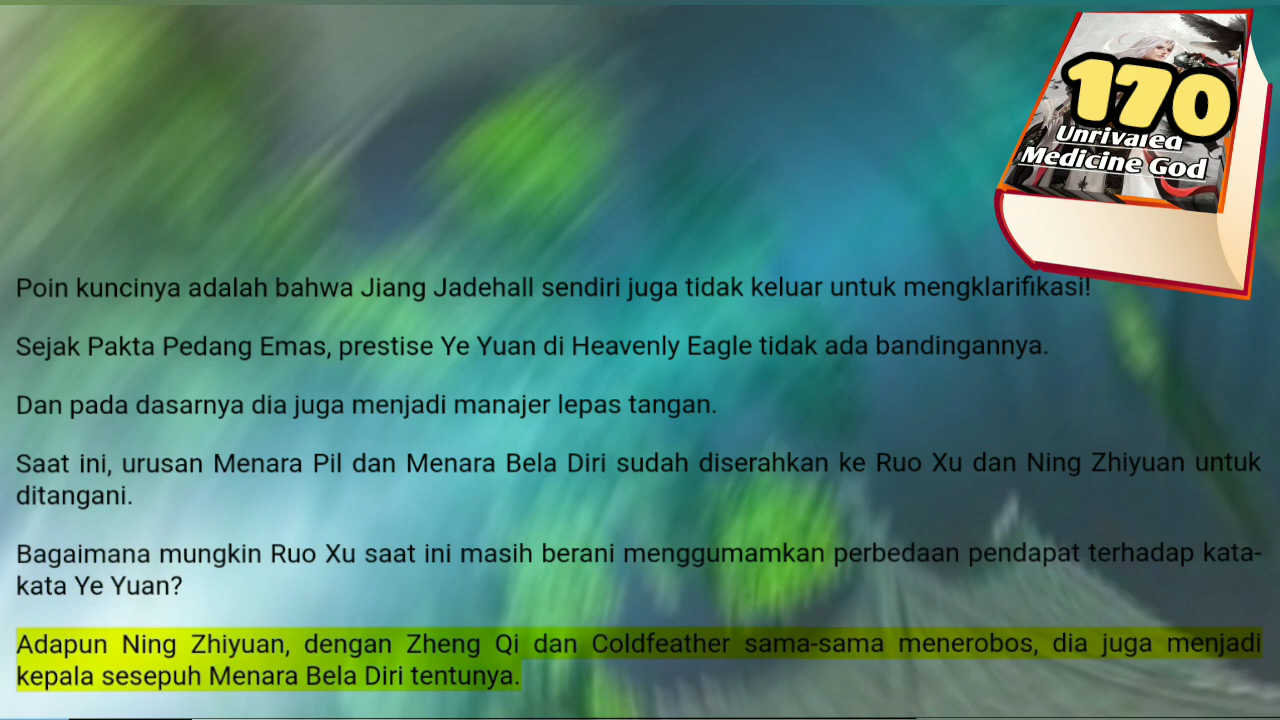 170
Unrivaled
Medicine God
Poin kuncinya adalah bahwa Jiang Jadehall sendiri juga tidak keluar untuk mengklarifikasi!
Sejak Pakta Pedang Emas, prestise Ye Yuan di Heavenly Eagle tidak ada bandingannya.
Dan pada dasarnya dia juga menjadi manajer lepas tangan.
Saat ini, urusan Menara Pil dan Menara Bela Diri sudah diserahkan ke Ruo Xu dan Ning Zhiyuan untuk
ditangani.
Bagaimana mungkin Ruo Xu saat ini masih berani menggumamkan perbedaan pendapat terhadap kata-
kata Ye Yuan?
Adapun Ning Zhiyuan, dengan Zheng Qi dan Coldfeather sama-sama menerobos, dia juga menjadi
kepala sesepuh Menara Bela Diri tentunya.